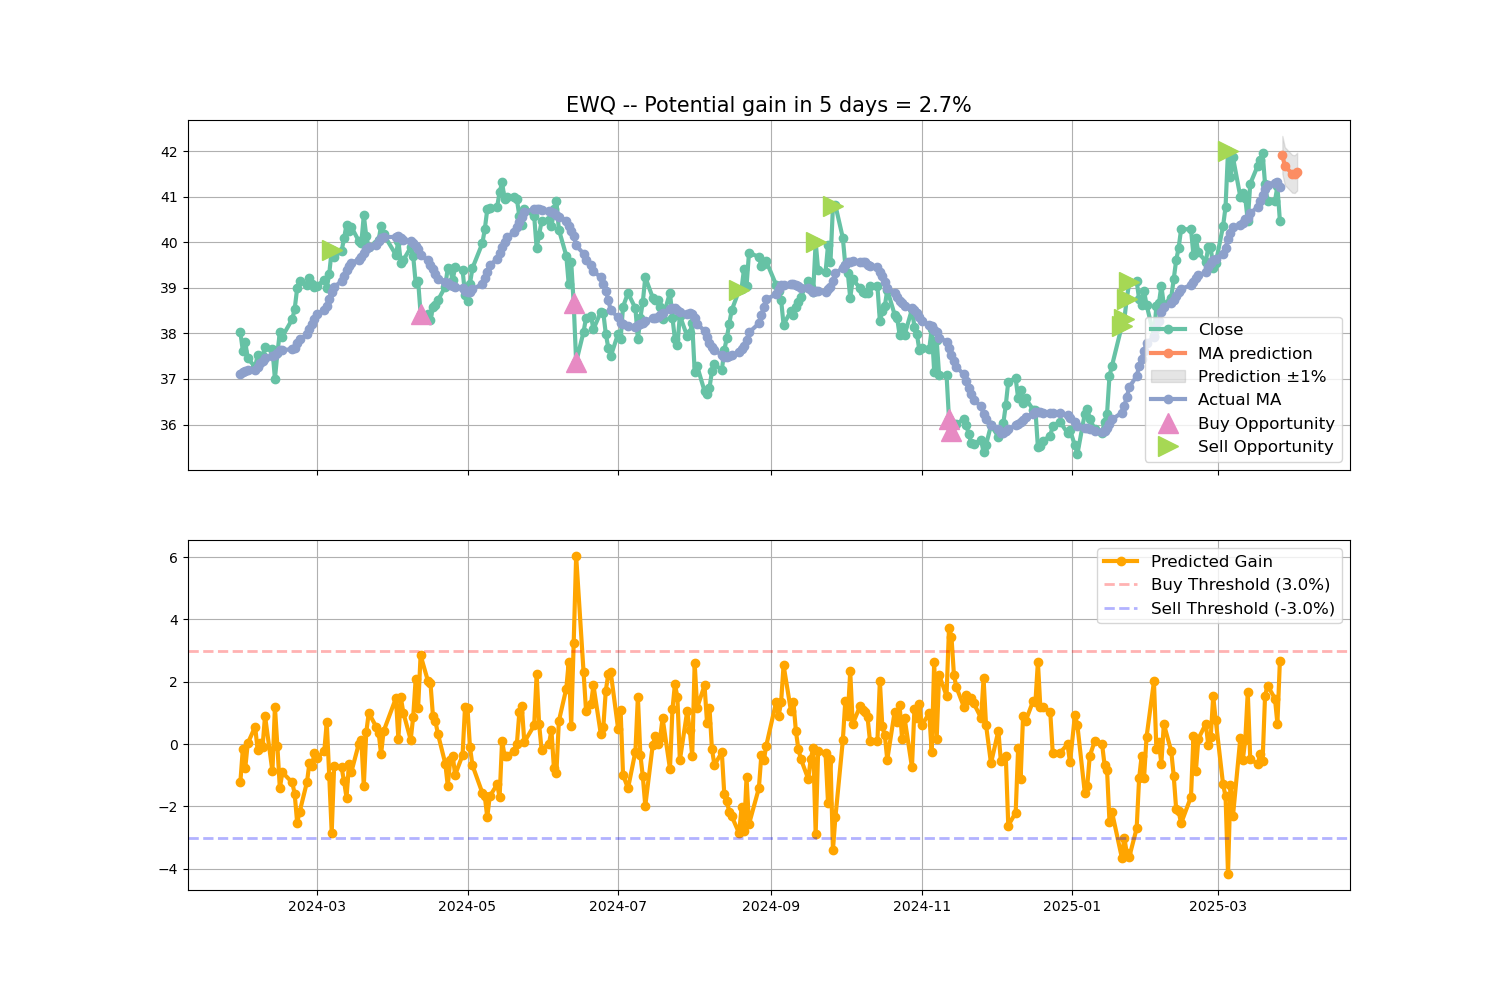 EWQ -- Potential gain in 5 days = 2.7%
42
41
40
39
38
37
36
Close
MA prediction
Prediction ±1%
Actual MA
Buy Opportunity
Sell Opportunity
6
4
2
0
−2
−4
Predicted Gain
Buy Threshold (3.0%)
Sell Threshold (-3.0%)
2024-03
2024-05
2024-07
2024-09
2024-11
2025-01
2025-03